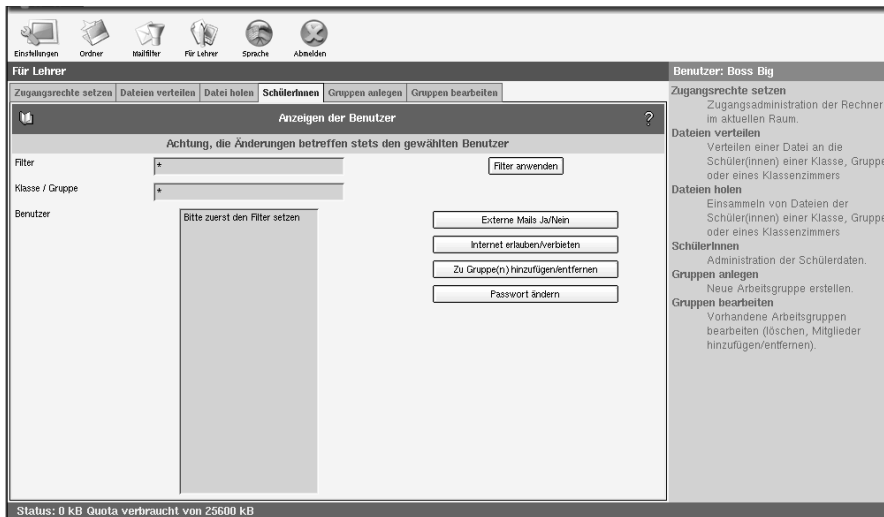 Einstellungen Ordner Mailfilter Für Lehrer Sprache Abmelden
Für Lehrer
Zugangsrechte setzen Dateien verteilen Datei holen SchülerInnen Gruppen anlegen Gruppen bearbeiten
Anzeigen der Benutzer ?
Achtung, die Änderungen betreffen stets den gewählten Benutzer
Filter * Filter anwenden
Klasse / Gruppe *
Benutzer Bitte zuerst den Filter setzen
Externe Mails Ja/Nein
Internet erlauben/verbieten
Zu Gruppe(n) hinzufügen/entfernen
Passwort ändern
Benutzer: Boss Big
Zugangsrechte setzen
Zugangsadministration der Rechner
im aktuellen Raum.
Dateien verteilen
Verteilen einer Datei an die
Schüler(innen) einer Klasse, Gruppe
oder eines Klassenzimmers
Dateien holen
Einsammeln von Dateien der
Schüler(innen) einer Klasse, Gruppe
oder eines Klassenzimmers
SchülerInnen
Administration der Schülerdaten.
Gruppen anlegen
Neue Arbeitsgruppe erstellen.
Gruppen bearbeiten
Vorhandene Arbeitsgruppen
bearbeiten (löschen, Mitglieder
hinzufügen/entfernen).
Status: 0 kB Quota verbraucht von 25600 kB